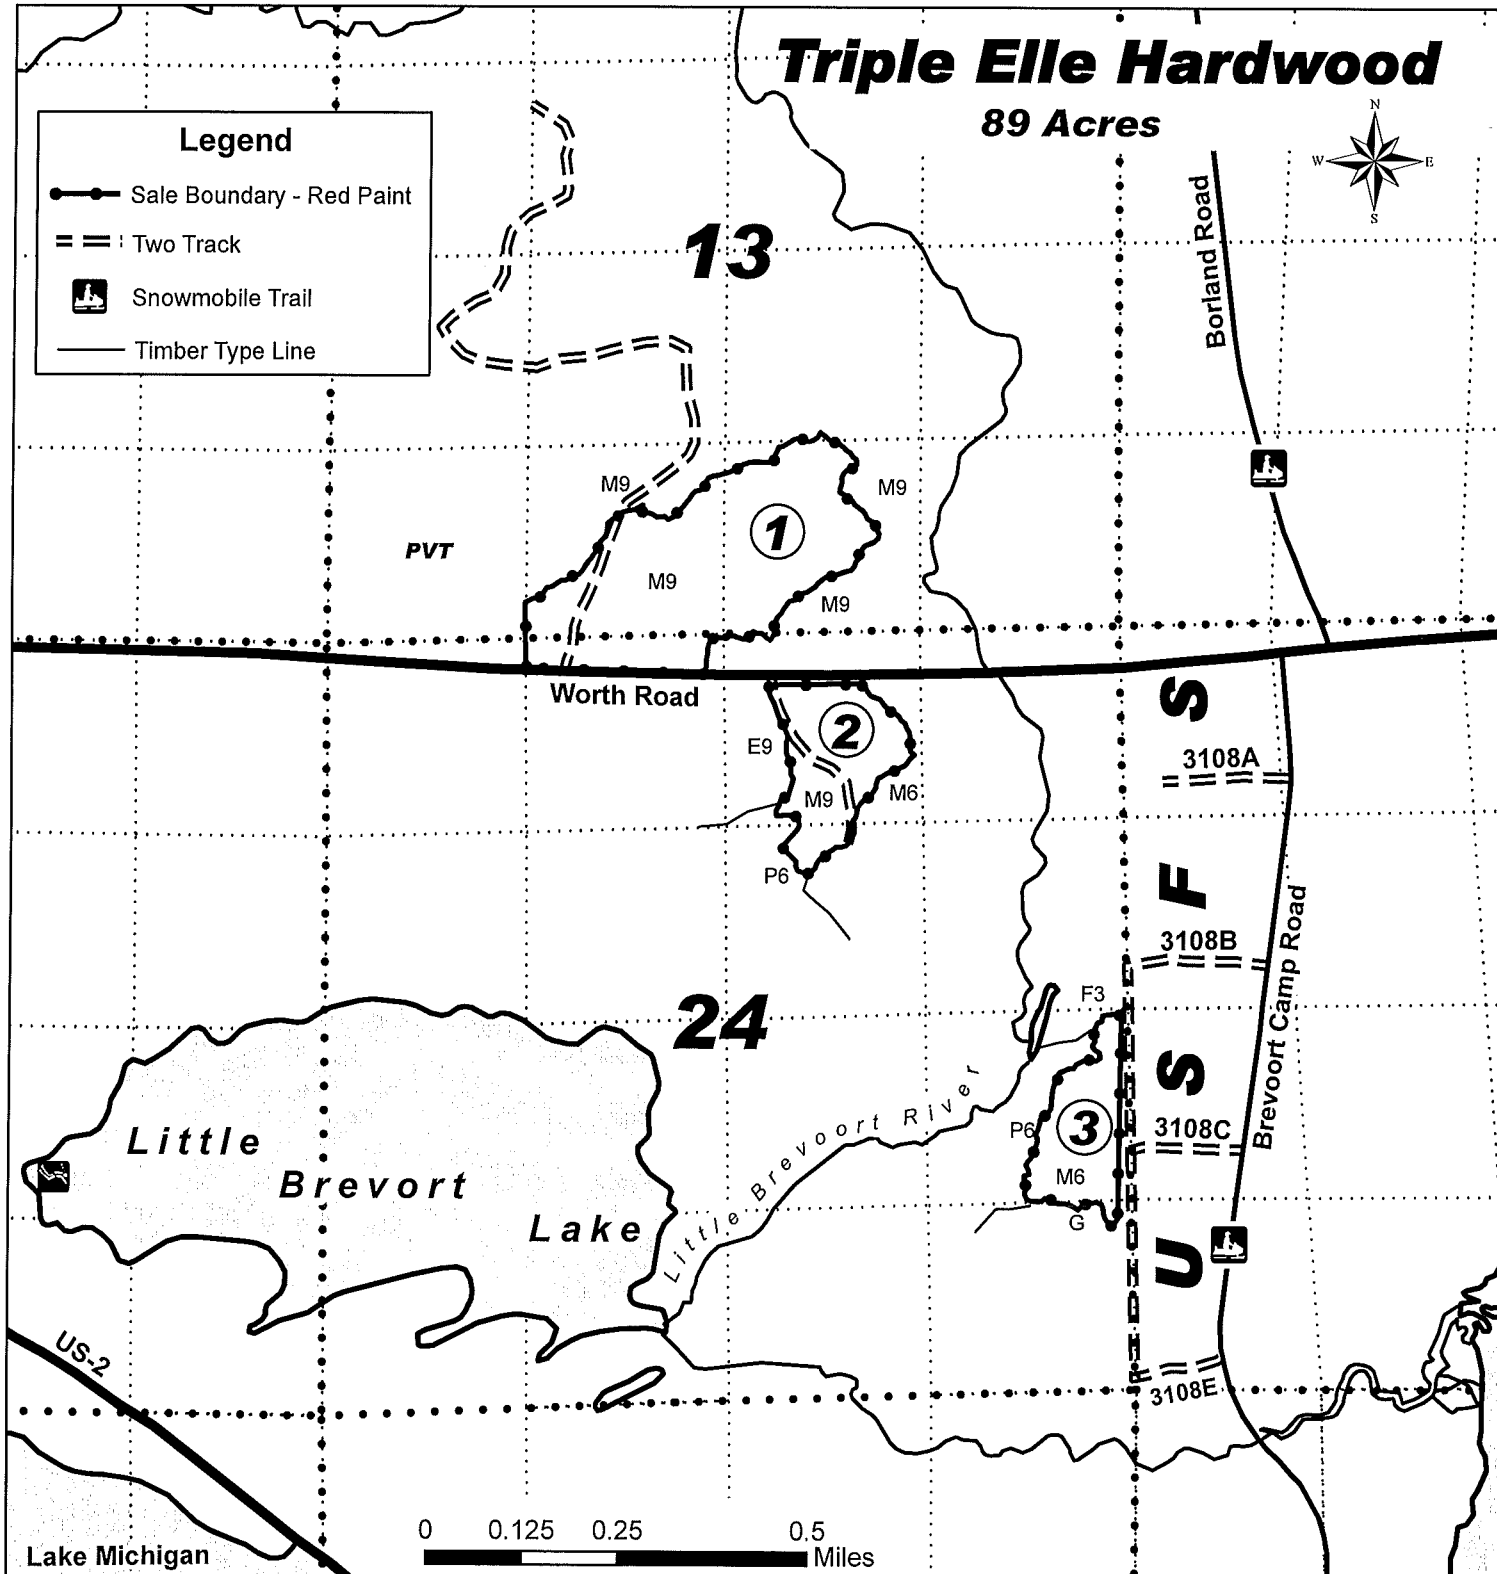 Triple Elle Hardwood
89 Acres
N
W E
S
Legend
Sale Boundary - Red Paint
Two Track
Snowmobile Trail
Timber Type Line
13
Borland Road
M9
M9
1
PVT
M9
M9
Worth Road
S
2
E9
3108A
M9
M6
P6
F
3108B
Brevoort Camp Road
F3
24
S
Little Brevoort River
3
P6
3108C
M6
G
Little
Brevort
Lake
U
US-2
3108E
0 0.125 0.25 0.5
Miles
Lake Michigan